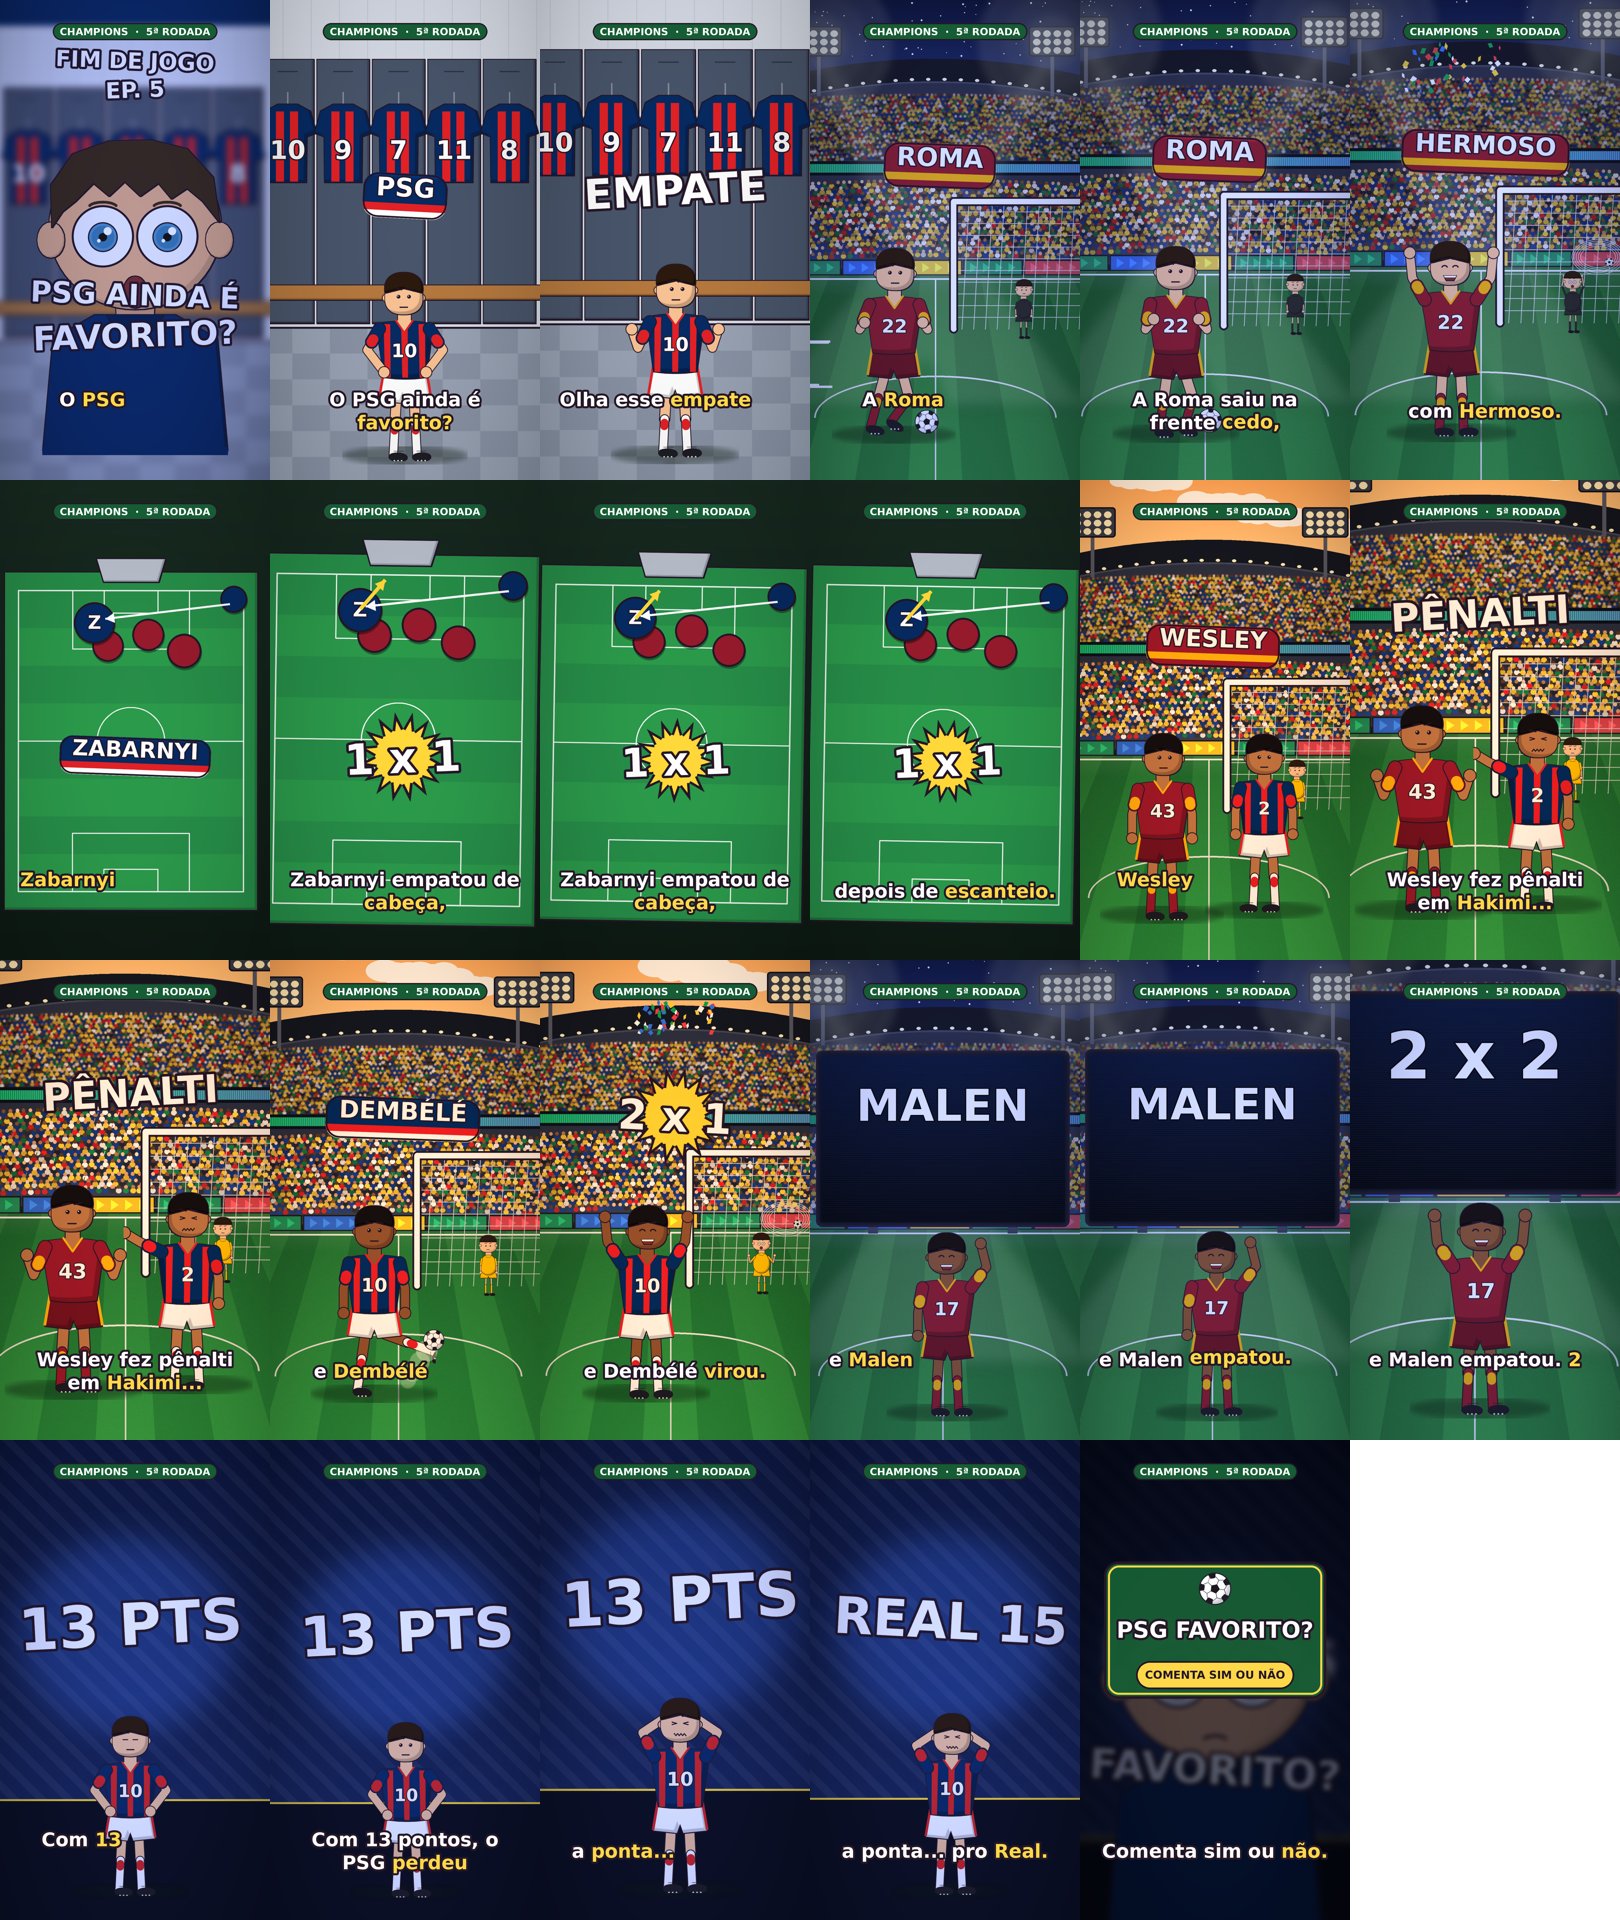 CHAMPIONS · 5ª RODADA
FIM DE JOGO
EP. 5
10
8
PSG AINDA É
FAVORITO?
O PSG
CHAMPIONS · 5ª RODADA
10 9 7 11 8
PSG
10
O PSG ainda é
favorito?
CHAMPIONS · 5ª RODADA
10 9 7 11 8
EMPATE
10
Olha esse empate
CHAMPIONS · 5ª RODADA
ROMA
22
A Roma
CHAMPIONS · 5ª RODADA
ROMA
22
A Roma saiu na
frente cedo,
CHAMPIONS · 5ª RODADA
HERMOSO
22
com Hermoso.
CHAMPIONS · 5ª RODADA
Z
ZABARNYI
Zabarnyi
CHAMPIONS · 5ª RODADA
Z
1 x 1
Zabarnyi empatou de
cabeça,
CHAMPIONS · 5ª RODADA
Z
1 x 1
Zabarnyi empatou de
cabeça,
CHAMPIONS · 5ª RODADA
Z
1 x 1
depois de escanteio.
CHAMPIONS · 5ª RODADA
WESLEY
43
2
Wesley
CHAMPIONS · 5ª RODADA
PÊNALTI
43
2
Wesley fez pênalti
em Hakimi...
CHAMPIONS · 5ª RODADA
PÊNALTI
43
2
Wesley fez pênalti
em Hakimi...
CHAMPIONS · 5ª RODADA
DEMBÉLÉ
10
e Dembélé
CHAMPIONS · 5ª RODADA
2 x 1
10
e Dembélé virou.
CHAMPIONS · 5ª RODADA
MALEN
17
e Malen
CHAMPIONS · 5ª RODADA
MALEN
17
e Malen empatou.
CHAMPIONS · 5ª RODADA
2 x 2
17
e Malen empatou. 2
CHAMPIONS · 5ª RODADA
13 PTS
10
Com 13
CHAMPIONS · 5ª RODADA
13 PTS
10
Com 13 pontos, o
PSG perdeu
CHAMPIONS · 5ª RODADA
13 PTS
10
a ponta...
CHAMPIONS · 5ª RODADA
REAL 15
10
a ponta... pro Real.
CHAMPIONS · 5ª RODADA
PSG FAVORITO?
COMENTA SIM OU NÃO
FAVORITO?
Comenta sim ou não.